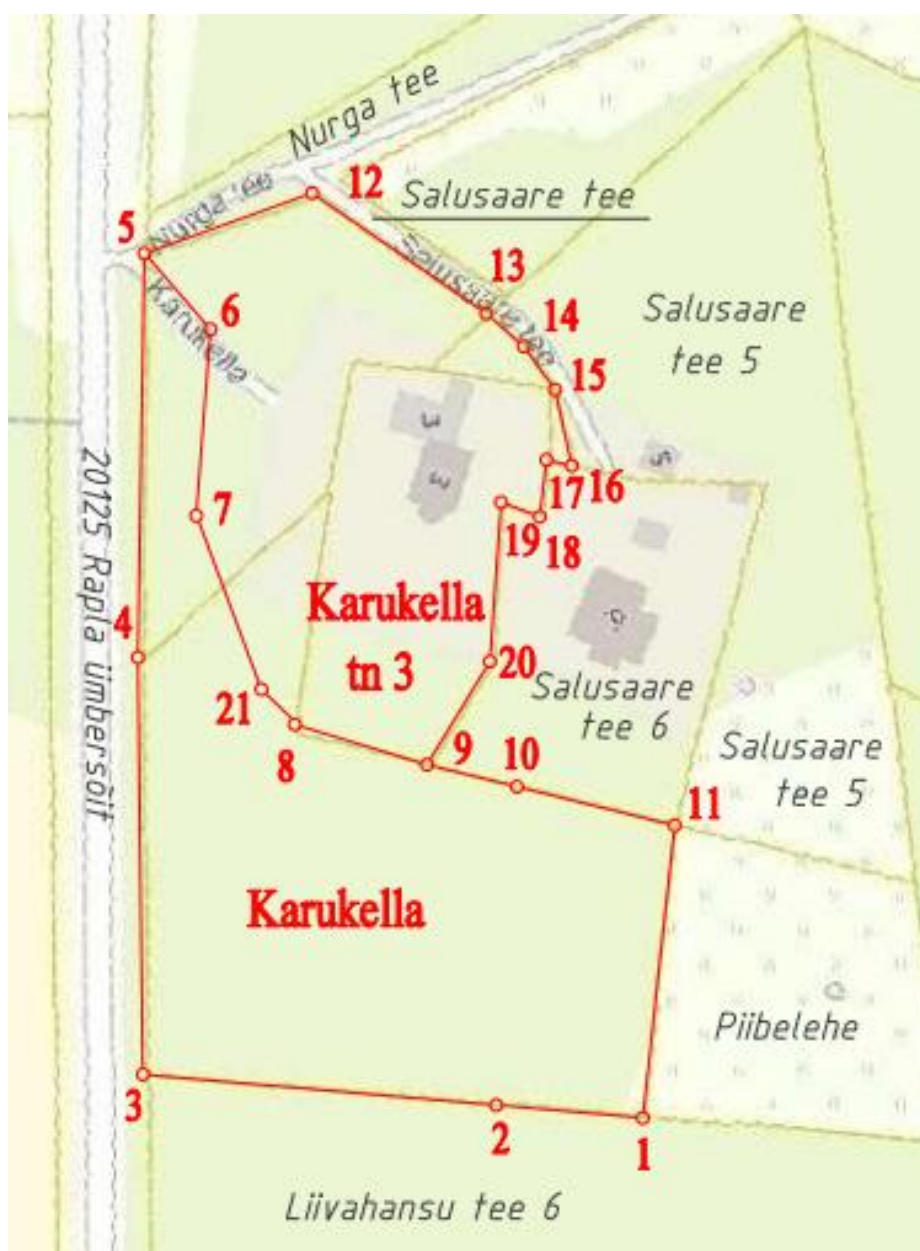 Nurga tee
Nurga tee
12
Salusaare tee
5
Salusaare tee
13
6
Karukella
14
Salusaare
tee 5
15
3
3
5
16
17
7
19
18
20125 Rapla ümbersõit
Karukella
tn 3
6
4
20
21
Salusaare
tee 6
8
9
10
Salusaare
tee 5
11
Karukella
Piibelehe
3
2
1
Liivahansu tee 6